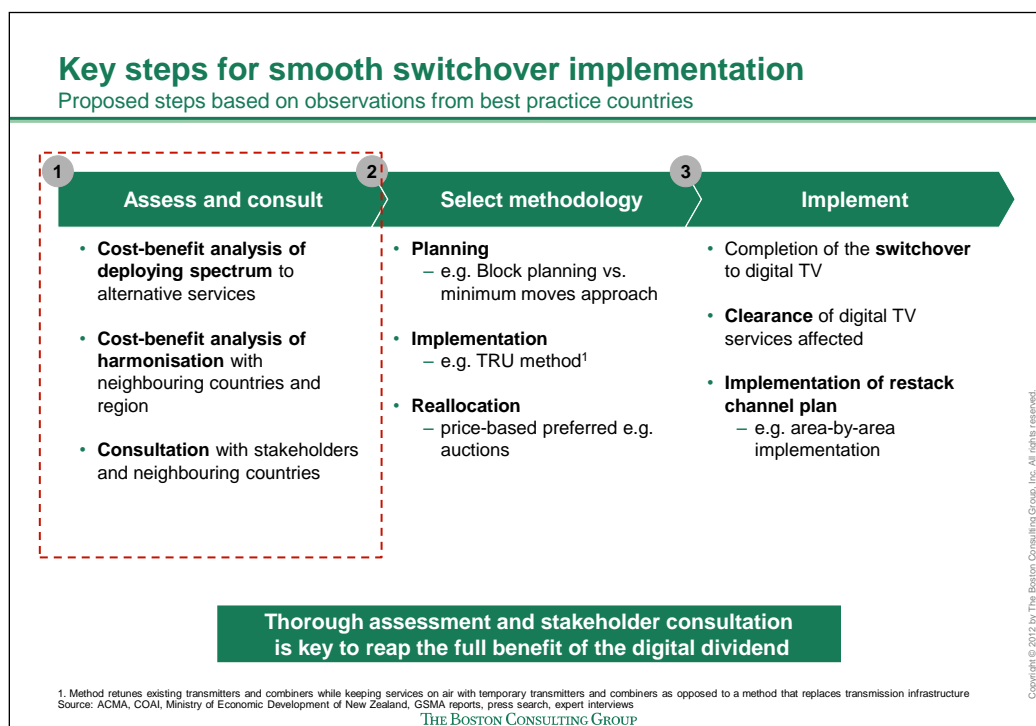 Key steps for smooth switchover implementation
Proposed steps based on observations from best practice countries
1
Assess and consult
• Cost-benefit analysis of
deploying spectrum to
alternative services
• Cost-benefit analysis of
harmonisation with
neighbouring countries and
region
• Consultation with stakeholders
and neighbouring countries
2
Select methodology
• Planning
– e.g. Block planning vs.
minimum moves approach
• Implementation
– e.g. TRU method¹
• Reallocation
– price-based preferred e.g.
auctions
3
Implement
• Completion of the switchover
to digital TV
• Clearance of digital TV
services affected
• Implementation of restack
channel plan
– e.g. area-by-area
implementation
Thorough assessment and stakeholder consultation
is key to reap the full benefit of the digital dividend
1. Method retunes existing transmitters and combiners while keeping services on air with temporary transmitters and combiners as opposed to a method that replaces transmission infrastructure
Source: ACMA, COAI, Ministry of Economic Development of New Zealand, GSMA reports, press search, expert interviews
THE BOSTON CONSULTING GROUP
Copyright © 2012 by The Boston Consulting Group, Inc. All rights reserved.